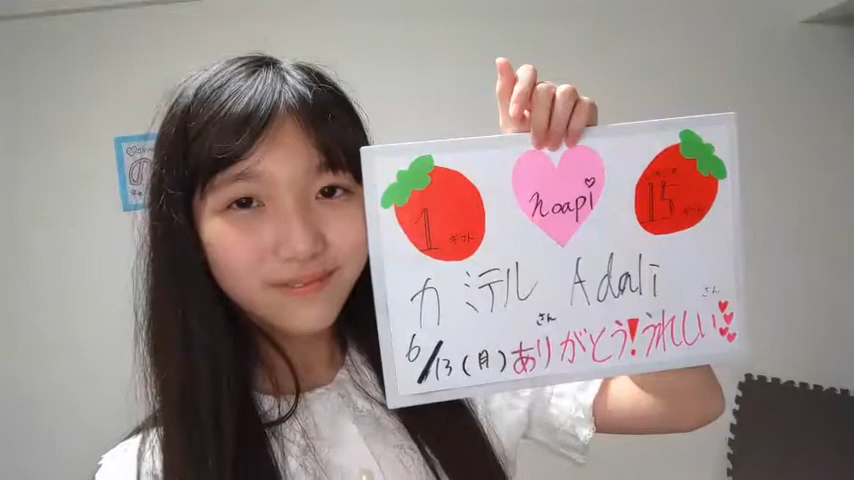 1 ギフト
noapi
15 ギフト
カミテル さん Adali さん
6/13(月)ありがとう!うれしい